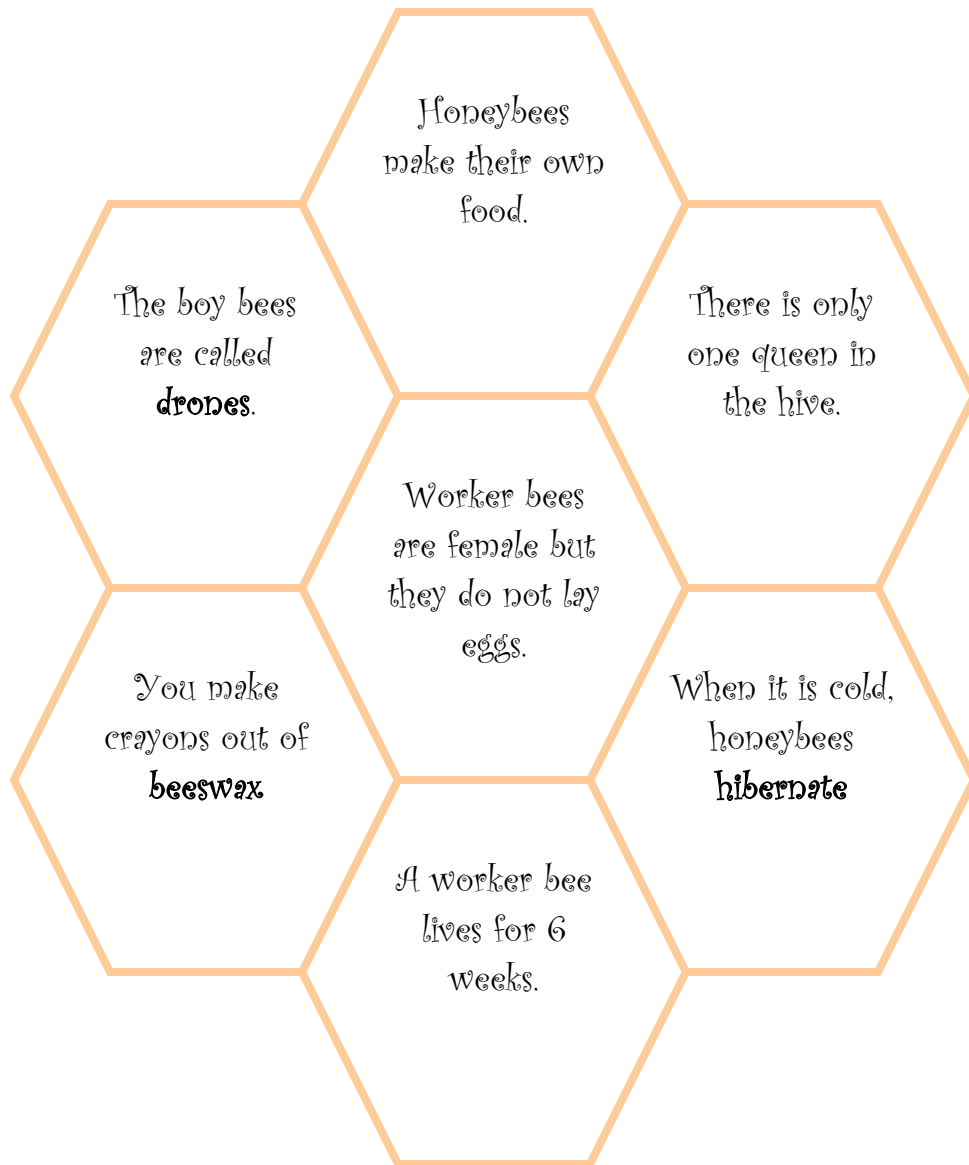 Honeybees
make their own
food.
The boy bees
are called
drones.
There is only
one queen in
the hive.
Worker bees
are female but
they do not lay
eggs.
You make
crayons out of
beeswax
When it is cold,
honeybees
hibernate
A worker bee
lives for 6
weeks.